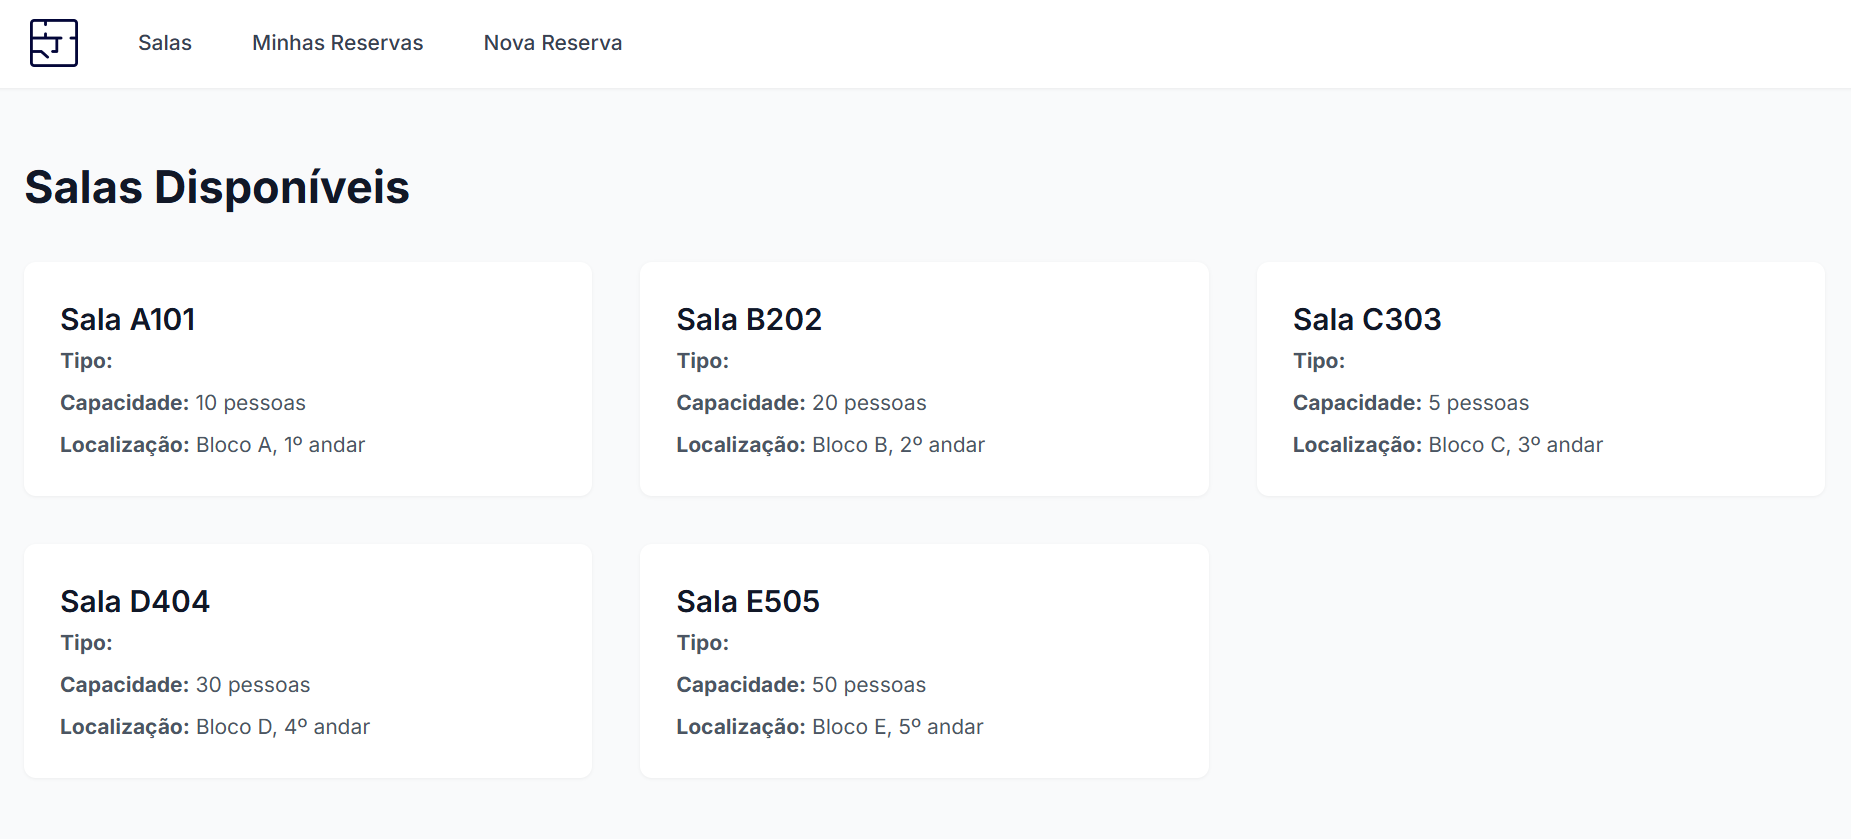 Salas
Minhas Reservas
Nova Reserva
Salas Disponíveis
Sala A101
Tipo:
Capacidade: 10 pessoas
Localização: Bloco A, 1º andar
Sala B202
Tipo:
Capacidade: 20 pessoas
Localização: Bloco B, 2º andar
Sala C303
Tipo:
Capacidade: 5 pessoas
Localização: Bloco C, 3º andar
Sala D404
Tipo:
Capacidade: 30 pessoas
Localização: Bloco D, 4º andar
Sala E505
Tipo:
Capacidade: 50 pessoas
Localização: Bloco E, 5º andar